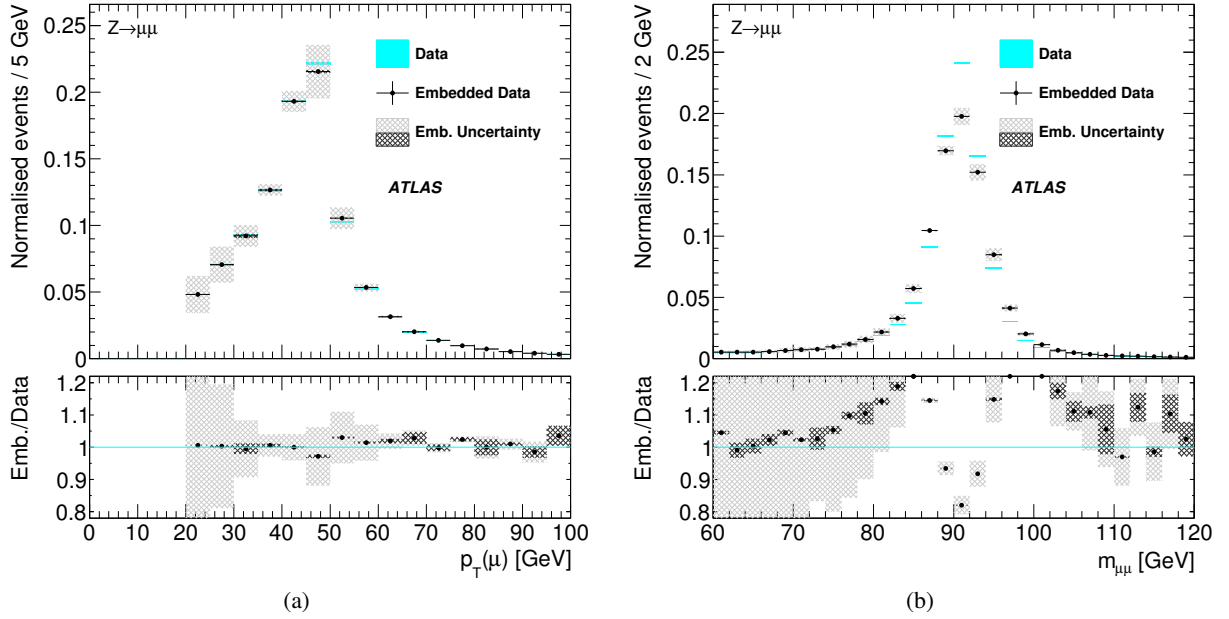 Normalised events / 5 GeV
0.25
0.2
0.15
0.1
0.05
0
Z→μμ
Data
Embedded Data
Emb. Uncertainty
ATLAS
Emb./Data
1.2
1.1
1
0.9
0.8
0 10 20 30 40 50 60 70 80 90 100
p_T(μ) [GeV]
(a)
Normalised events / 2 GeV
0.25
0.2
0.15
0.1
0.05
0
Z→μμ
Data
Embedded Data
Emb. Uncertainty
ATLAS
Emb./Data
1.2
1.1
1
0.9
0.8
60 70 80 90 100 110 120
m_μμ [GeV]
(b)